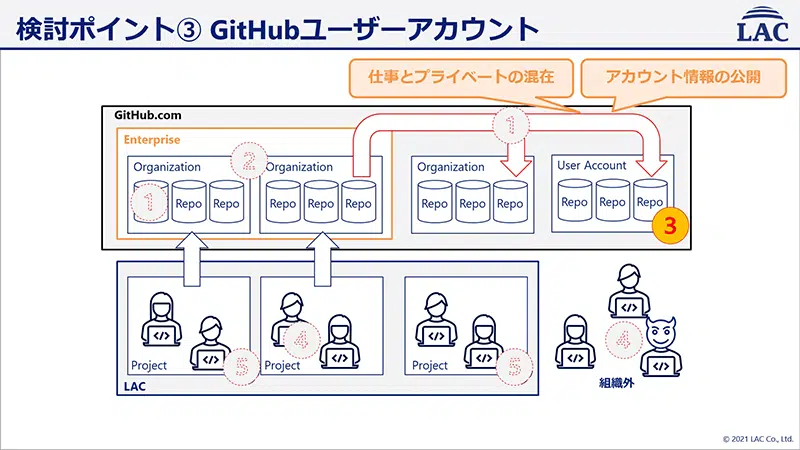 検討ポイント③ GitHubユーザーアカウント
LAC
仕事とプライベートの混在
アカウント情報の公開
GitHub.com
Enterprise
1
Organization
2
Organization
Organization
User Account
1
Repo
Repo
Repo
Repo
Repo
Repo
Repo
Repo
Repo
Repo
Repo
3
</>
</>
</>
</>
</>
</>
</>
</>
</>
4
4
Project
5
Project
Project
5
LAC
組織外
© 2021 LAC Co., Ltd.